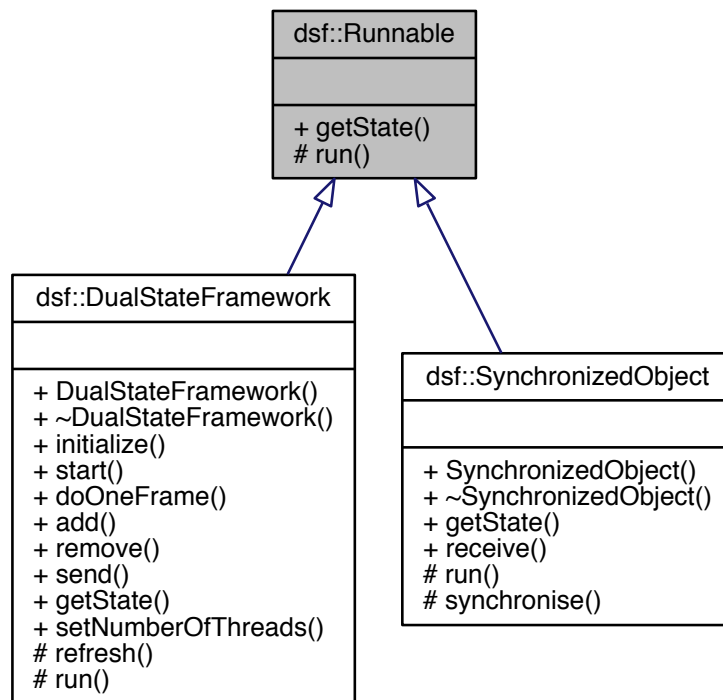 dsf::Runnable
+ getState()
# run()
dsf::DualStateFramework
+ DualStateFramework()
+ ~DualStateFramework()
+ initialize()
+ start()
+ doOneFrame()
+ add()
+ remove()
+ send()
+ getState()
+ setNumberOfThreads()
# refresh()
# run()
dsf::SynchronizedObject
+ SynchronizedObject()
+ ~SynchronizedObject()
+ getState()
+ receive()
# run()
# synchronise()